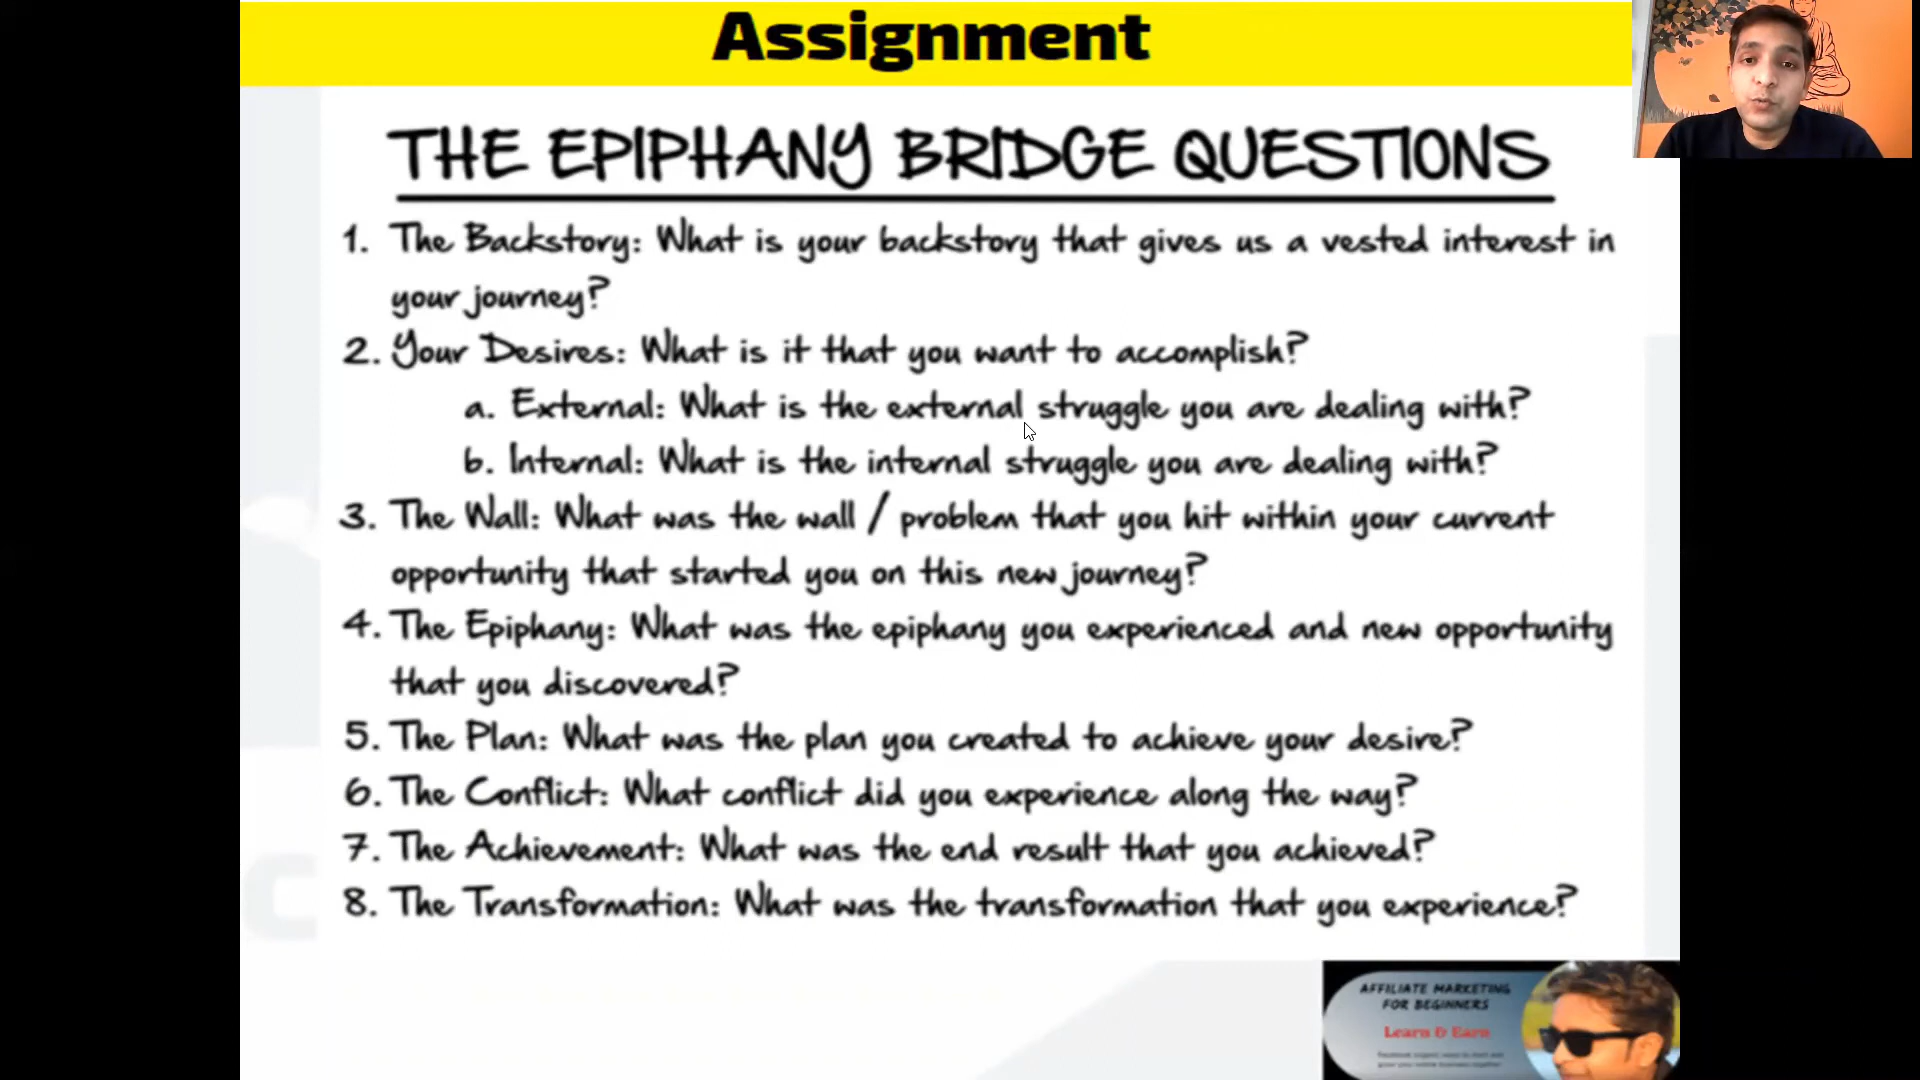 Assignment
THE EPIPHANY BRIDGE QUESTIONS
1. The Backstory: What is your backstory that gives us a vested interest in
your journey?
2. Your Desires: What is it that you want to accomplish?
a. External: What is the external struggle you are dealing with?
b. Internal: What is the internal struggle you are dealing with?
3. The Wall: What was the wall / problem that you hit within your current
opportunity that started you on this new journey?
4. The Epiphany: What was the epiphany you experienced and new opportunity
that you discovered?
5. The Plan: What was the plan you created to achieve your desire?
6. The Conflict: What conflict did you experience along the way?
7. The Achievement: What was the end result that you achieved?
8. The Transformation: What was the transformation that you experience?
AFFILIATE MARKETING
FOR BEGINNERS
Learn & Earn